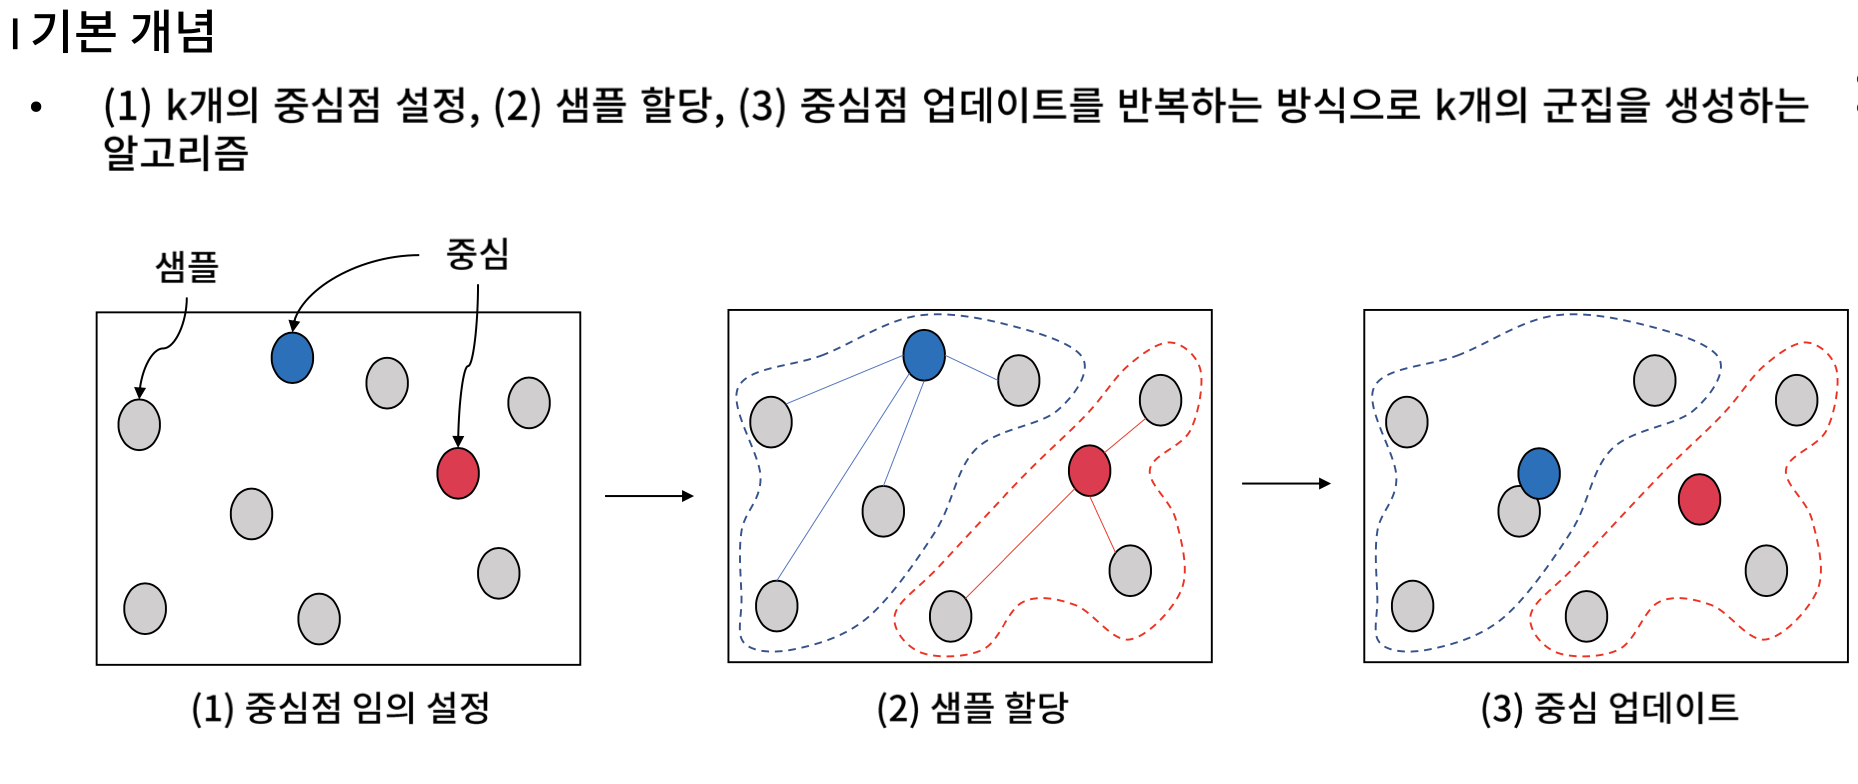 | 기본 개념
• (1) k개의 중심점 설정, (2) 샘플 할당, (3) 중심점 업데이트를 반복하는 방식으로 k개의 군집을 생성하는
알고리즘
샘플
중심
(1) 중심점 임의 설정
(2) 샘플 할당
(3) 중심 업데이트